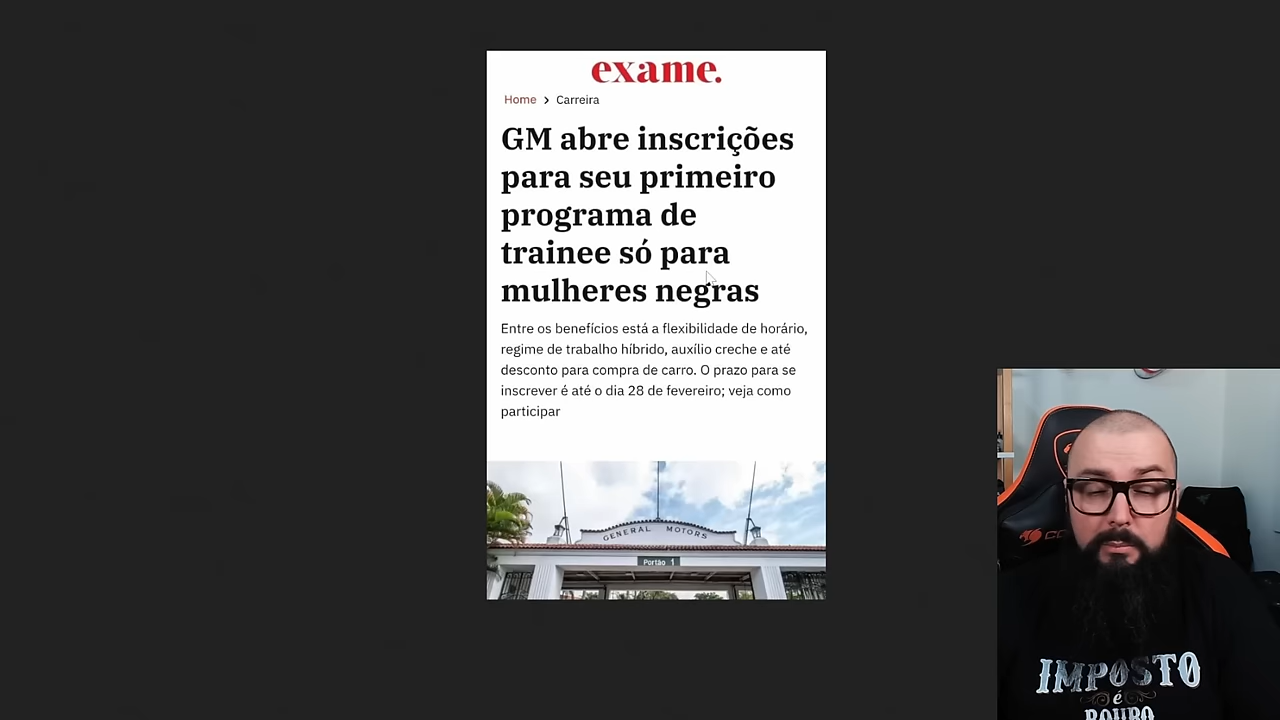 exame.
Home > Carreira
GM abre inscrições
para seu primeiro
programa de
trainee só para
mulheres negras
Entre os benefícios está a flexibilidade de horário,
regime de trabalho híbrido, auxílio creche e até
desconto para compra de carro. O prazo para se
inscrever é até o dia 28 de fevereiro; veja como
participar
GENERAL MOTORS
Portão 1
IMPOSTO
é
ROUBO